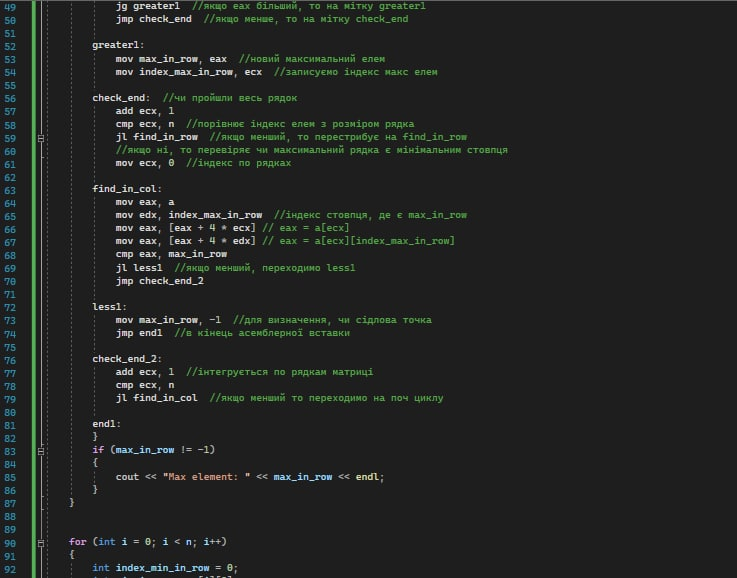 49 jg greater1 //якщо eax більший, то на мітку greater1
50 jmp check_end //якщо менше, то на мітку check_end
51
52 greater1:
53 mov max_in_row, eax //новий максимальний елем
54 mov index_max_in_row, ecx //записуємо індекс макс елем
55
56 check_end: //чи пройшли весь рядок
57 add ecx, 1
58 cmp ecx, n //порівнює індекс елем з розміром рядка
59 jl find_in_row //якщо менший, то перестрибує на find_in_row
60 //якщо ні, то перевіряє чи максимальний рядка є мінімальним стовпця
61 mov ecx, 0 //індекс по рядках
62
63 find_in_col:
64 mov eax, a
65 mov edx, index_max_in_row //індекс стовпця, де є max_in_row
66 mov eax, [eax + 4 * ecx] // eax = a[ecx]
67 mov eax, [eax + 4 * edx] // eax = a[ecx][index_max_in_row]
68 cmp eax, max_in_row
69 jl less1 //якщо менший, переходимо less1
70 jmp check_end_2
71
72 less1:
73 mov max_in_row, -1 //для визначення, чи сідлова точка
74 jmp end1 //в кінець асемблерної вставки
75
76 check_end_2:
77 add ecx, 1 //інтегрується по рядкам матриці
78 cmp ecx, n
79 jl find_in_col //якщо менший то переходимо на поч циклу
80
81 end1:
82 }
83 if (max_in_row != -1)
84 {
85 cout << "Max element: " << max_in_row << endl;
86 }
87 }
88
89
90 for (int i = 0; i < n; i++)
91 {
92 int index_min_in_row = 0;